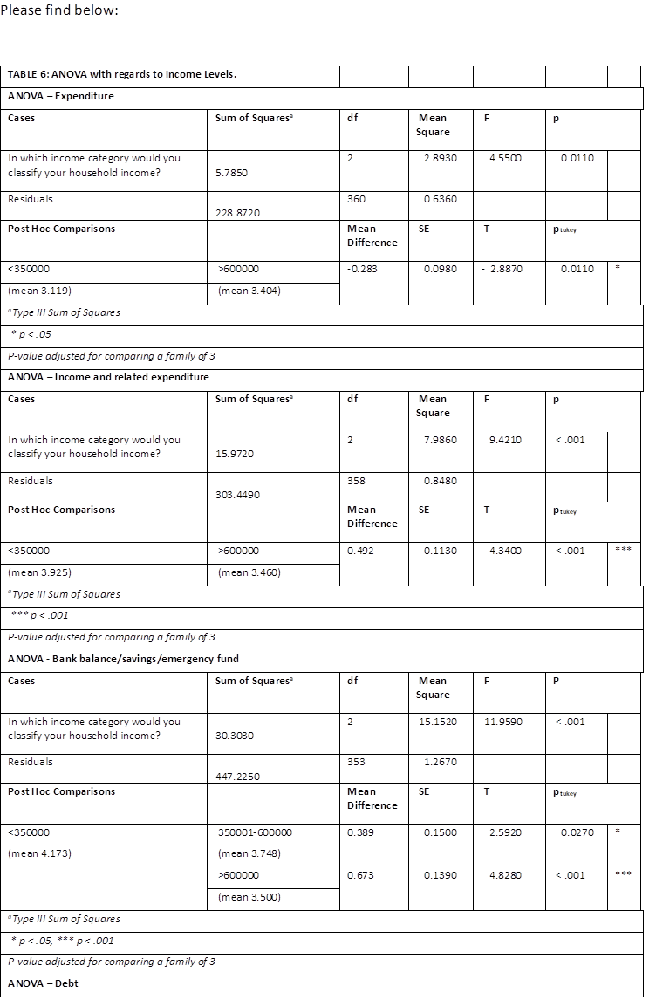 Please find below:
TABLE 6: ANOVA with regards to Income Levels.
ANOVA – Expenditure
Cases Sum of Squaresᵃ df Mean Square F p
In which income category would you classify your household income? 5.7850 2 2.8930 4.5500 0.0110
Residuals 228.8720 360 0.6360
Post Hoc Comparisons Mean Difference SE T p tukey
<350000 >600000 -0.283 0.0980 - 2.8870 0.0110 *
(mean 3.119) (mean 3.404)
ᵃ Type III Sum of Squares
* p < .05
P-value adjusted for comparing a family of 3
ANOVA – Income and related expenditure
Cases Sum of Squaresᵃ df Mean Square F p
In which income category would you classify your household income? 15.9720 2 7.9860 9.4210 < .001
Residuals 303.4490 358 0.8480
Post Hoc Comparisons Mean Difference SE T p tukey
<350000 >600000 0.492 0.1130 4.3400 < .001 ***
(mean 3.925) (mean 3.460)
ᵃ Type III Sum of Squares
*** p < .001
P-value adjusted for comparing a family of 3
ANOVA - Bank balance/savings/emergency fund
Cases Sum of Squaresᵃ df Mean Square F P
In which income category would you classify your household income? 30.3030 2 15.1520 11.9590 < .001
Residuals 447.2250 353 1.2670
Post Hoc Comparisons Mean Difference SE T p tukey
<350000 350001-600000 0.389 0.1500 2.5920 0.0270 *
(mean 4.173) (mean 3.748)
>600000 0.673 0.1390 4.8280 < .001 ***
(mean 3.500)
ᵃ Type III Sum of Squares
* p < .05, *** p < .001
P-value adjusted for comparing a family of 3
ANOVA – Debt